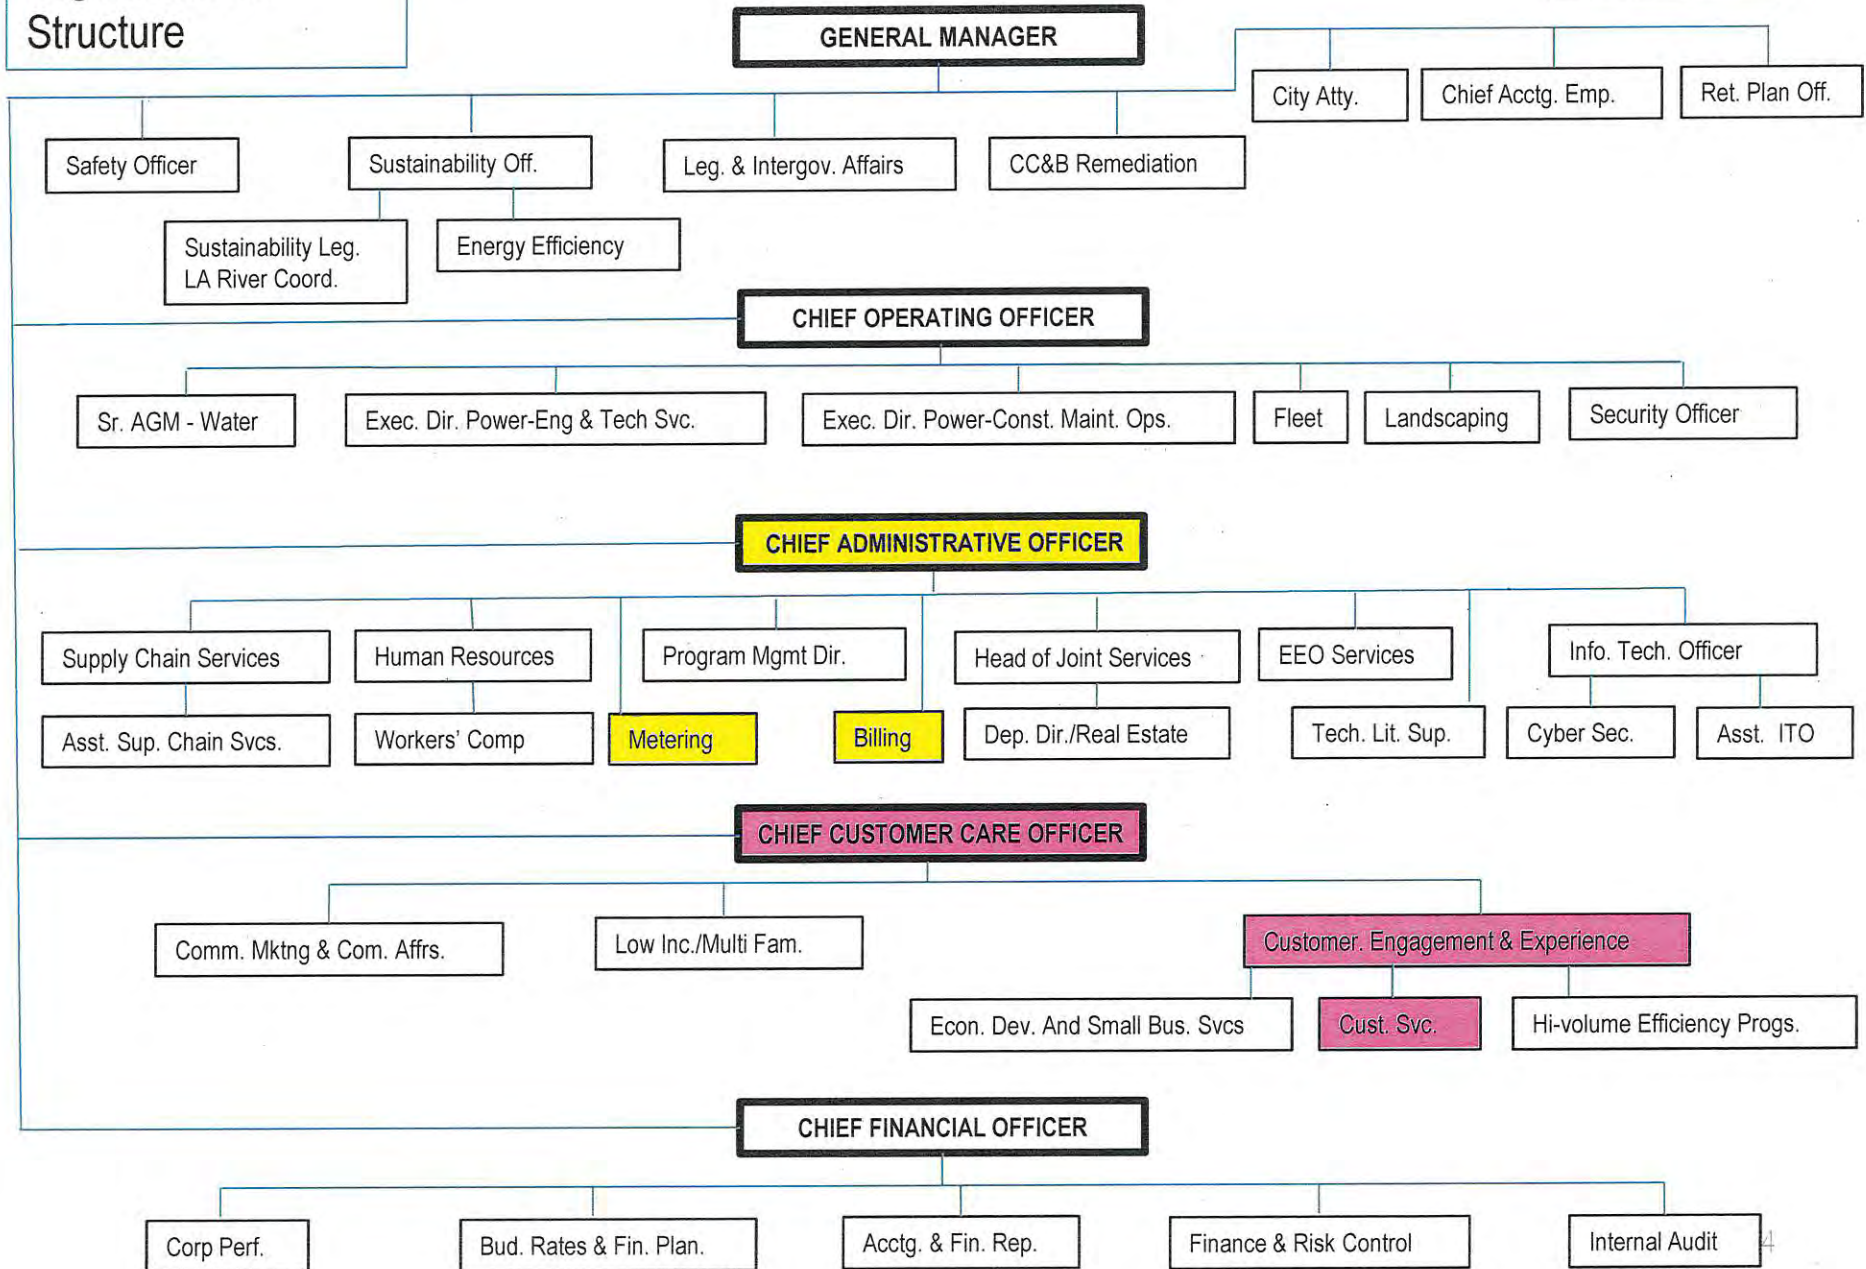 Structure
GENERAL MANAGER
City Atty.
Chief Acctg. Emp.
Ret. Plan Off.
Safety Officer
Sustainability Off.
Leg. & Intergov. Affairs
CC&B Remediation
Sustainability Leg.
LA River Coord.
Energy Efficiency
CHIEF OPERATING OFFICER
Sr. AGM - Water
Exec. Dir. Power-Eng & Tech Svc.
Exec. Dir. Power-Const. Maint. Ops.
Fleet
Landscaping
Security Officer
CHIEF ADMINISTRATIVE OFFICER
Supply Chain Services
Human Resources
Program Mgmt Dir.
Head of Joint Services
EEO Services
Info. Tech. Officer
Asst. Sup. Chain Svcs.
Workers' Comp
Metering
Billing
Dep. Dir./Real Estate
Tech. Lit. Sup.
Cyber Sec.
Asst. ITO
CHIEF CUSTOMER CARE OFFICER
Comm. Mktng & Com. Affrs.
Low Inc./Multi Fam.
Customer. Engagement & Experience
Econ. Dev. And Small Bus. Svcs
Cust. Svc.
Hi-volume Efficiency Progs.
CHIEF FINANCIAL OFFICER
Corp Perf.
Bud. Rates & Fin. Plan.
Acctg. & Fin. Rep.
Finance & Risk Control
Internal Audit
4